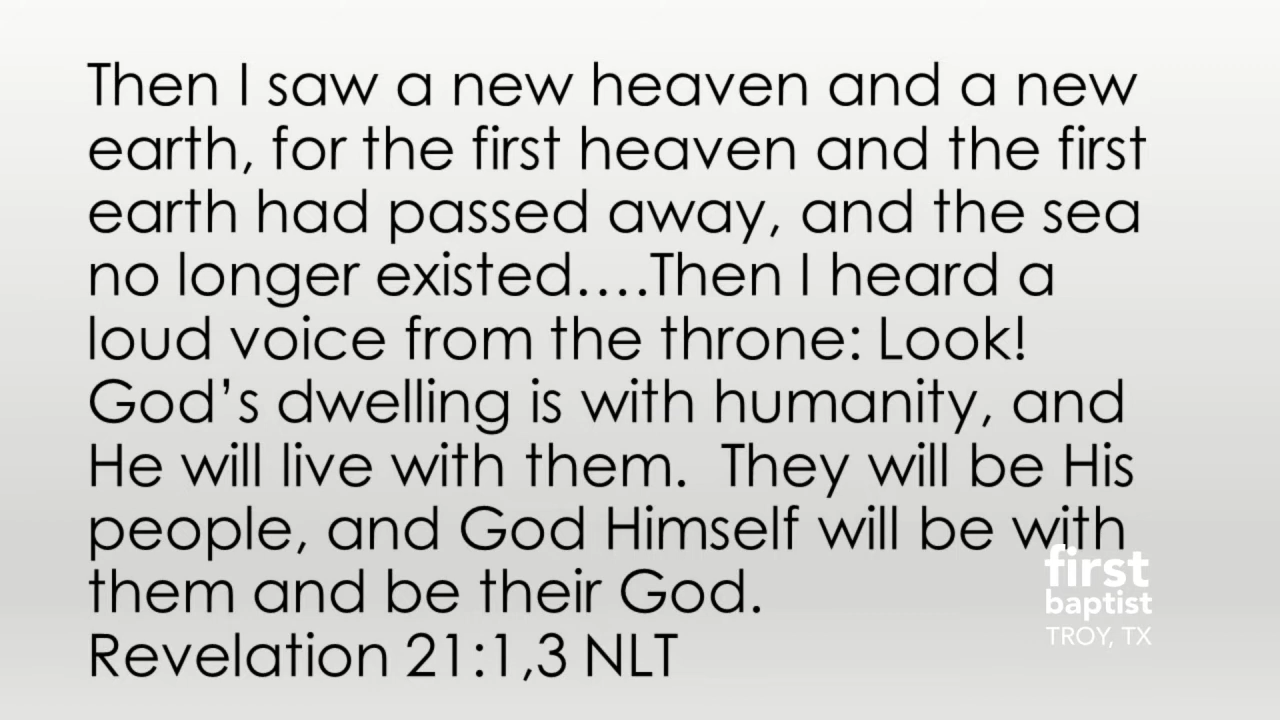 Then I saw a new heaven and a new
earth, for the first heaven and the first
earth had passed away, and the sea
no longer existed....Then I heard a
loud voice from the throne: Look!
God’s dwelling is with humanity, and
He will live with them.  They will be His
people, and God Himself will be with
them and be their God.
Revelation 21:1,3 NLT
first
baptist
TROY, TX